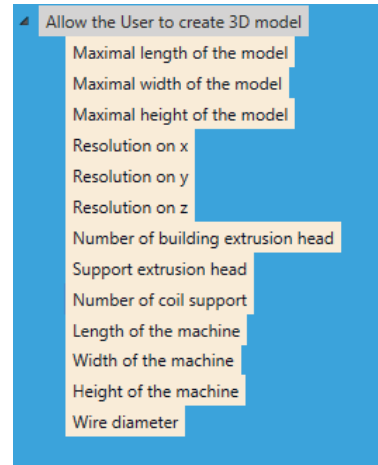 Allow the User to create 3D model
Maximal length of the model
Maximal width of the model
Maximal height of the model
Resolution on x
Resolution on y
Resolution on z
Number of building extrusion head
Support extrusion head
Number of coil support
Length of the machine
Width of the machine
Height of the machine
Wire diameter